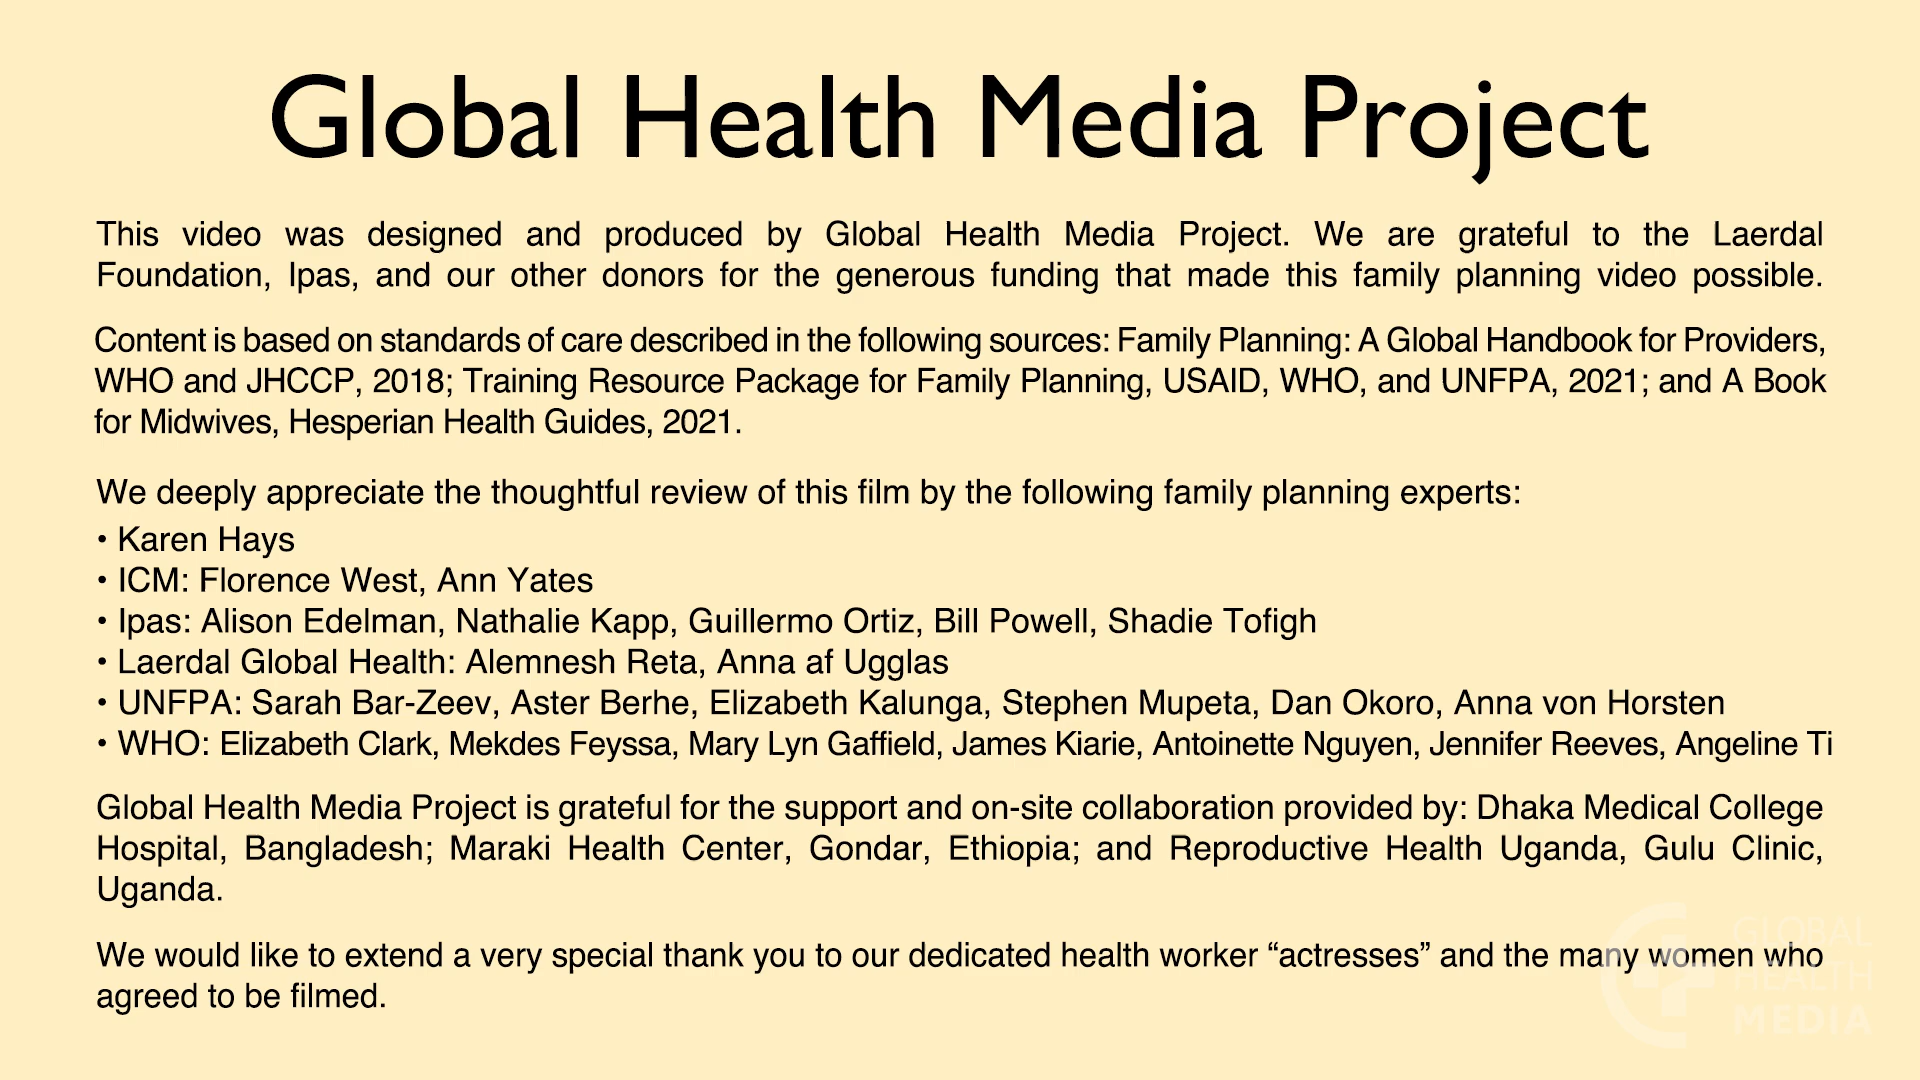 Global Health Media Project
This video was designed and produced by Global Health Media Project. We are grateful to the Laerdal
Foundation, Ipas, and our other donors for the generous funding that made this family planning video possible.
Content is based on standards of care described in the following sources: Family Planning: A Global Handbook for Providers,
WHO and JHCCP, 2018; Training Resource Package for Family Planning, USAID, WHO, and UNFPA, 2021; and A Book
for Midwives, Hesperian Health Guides, 2021.
We deeply appreciate the thoughtful review of this film by the following family planning experts:
• Karen Hays
• ICM: Florence West, Ann Yates
• Ipas: Alison Edelman, Nathalie Kapp, Guillermo Ortiz, Bill Powell, Shadie Tofigh
• Laerdal Global Health: Alemnesh Reta, Anna af Ugglas
• UNFPA: Sarah Bar-Zeev, Aster Berhe, Elizabeth Kalunga, Stephen Mupeta, Dan Okoro, Anna von Horsten
• WHO: Elizabeth Clark, Mekdes Feyssa, Mary Lyn Gaffield, James Kiarie, Antoinette Nguyen, Jennifer Reeves, Angeline Ti
Global Health Media Project is grateful for the support and on-site collaboration provided by: Dhaka Medical College
Hospital, Bangladesh; Maraki Health Center, Gondar, Ethiopia; and Reproductive Health Uganda, Gulu Clinic,
Uganda.
We would like to extend a very special thank you to our dedicated health worker “actresses” and the many women who
agreed to be filmed.
GLOBAL
HEALTH
MEDIA